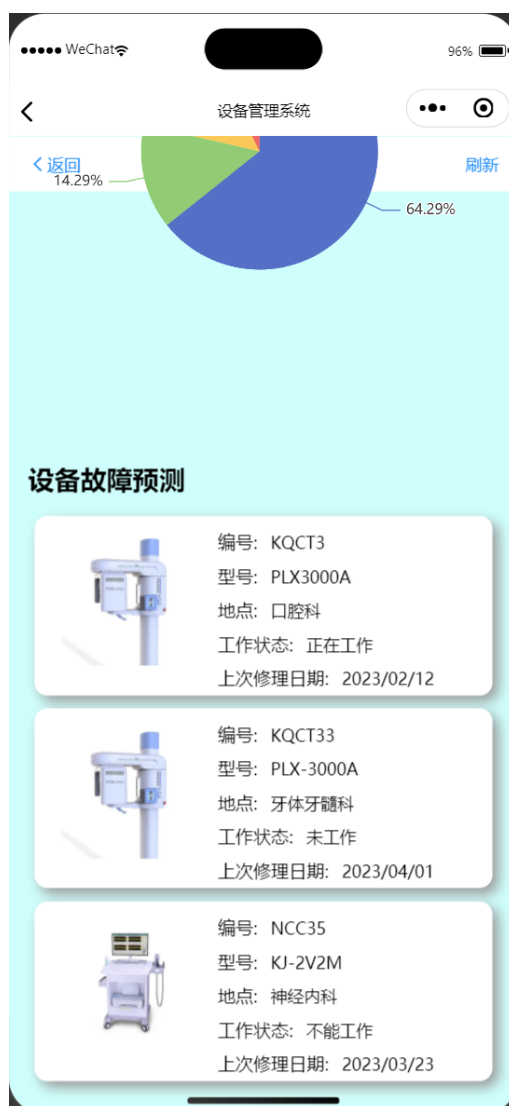 WeChat
96%
设备管理系统
返回
刷新
14.29%
64.29%
设备故障预测
编号: KQCT3
型号: PLX3000A
地点: 口腔科
工作状态: 正在工作
上次修理日期: 2023/02/12
编号: KQCT33
型号: PLX-3000A
地点: 牙体牙髓科
工作状态: 未工作
上次修理日期: 2023/04/01
编号: NCC35
型号: KJ-2V2M
地点: 神经内科
工作状态: 不能工作
上次修理日期: 2023/03/23